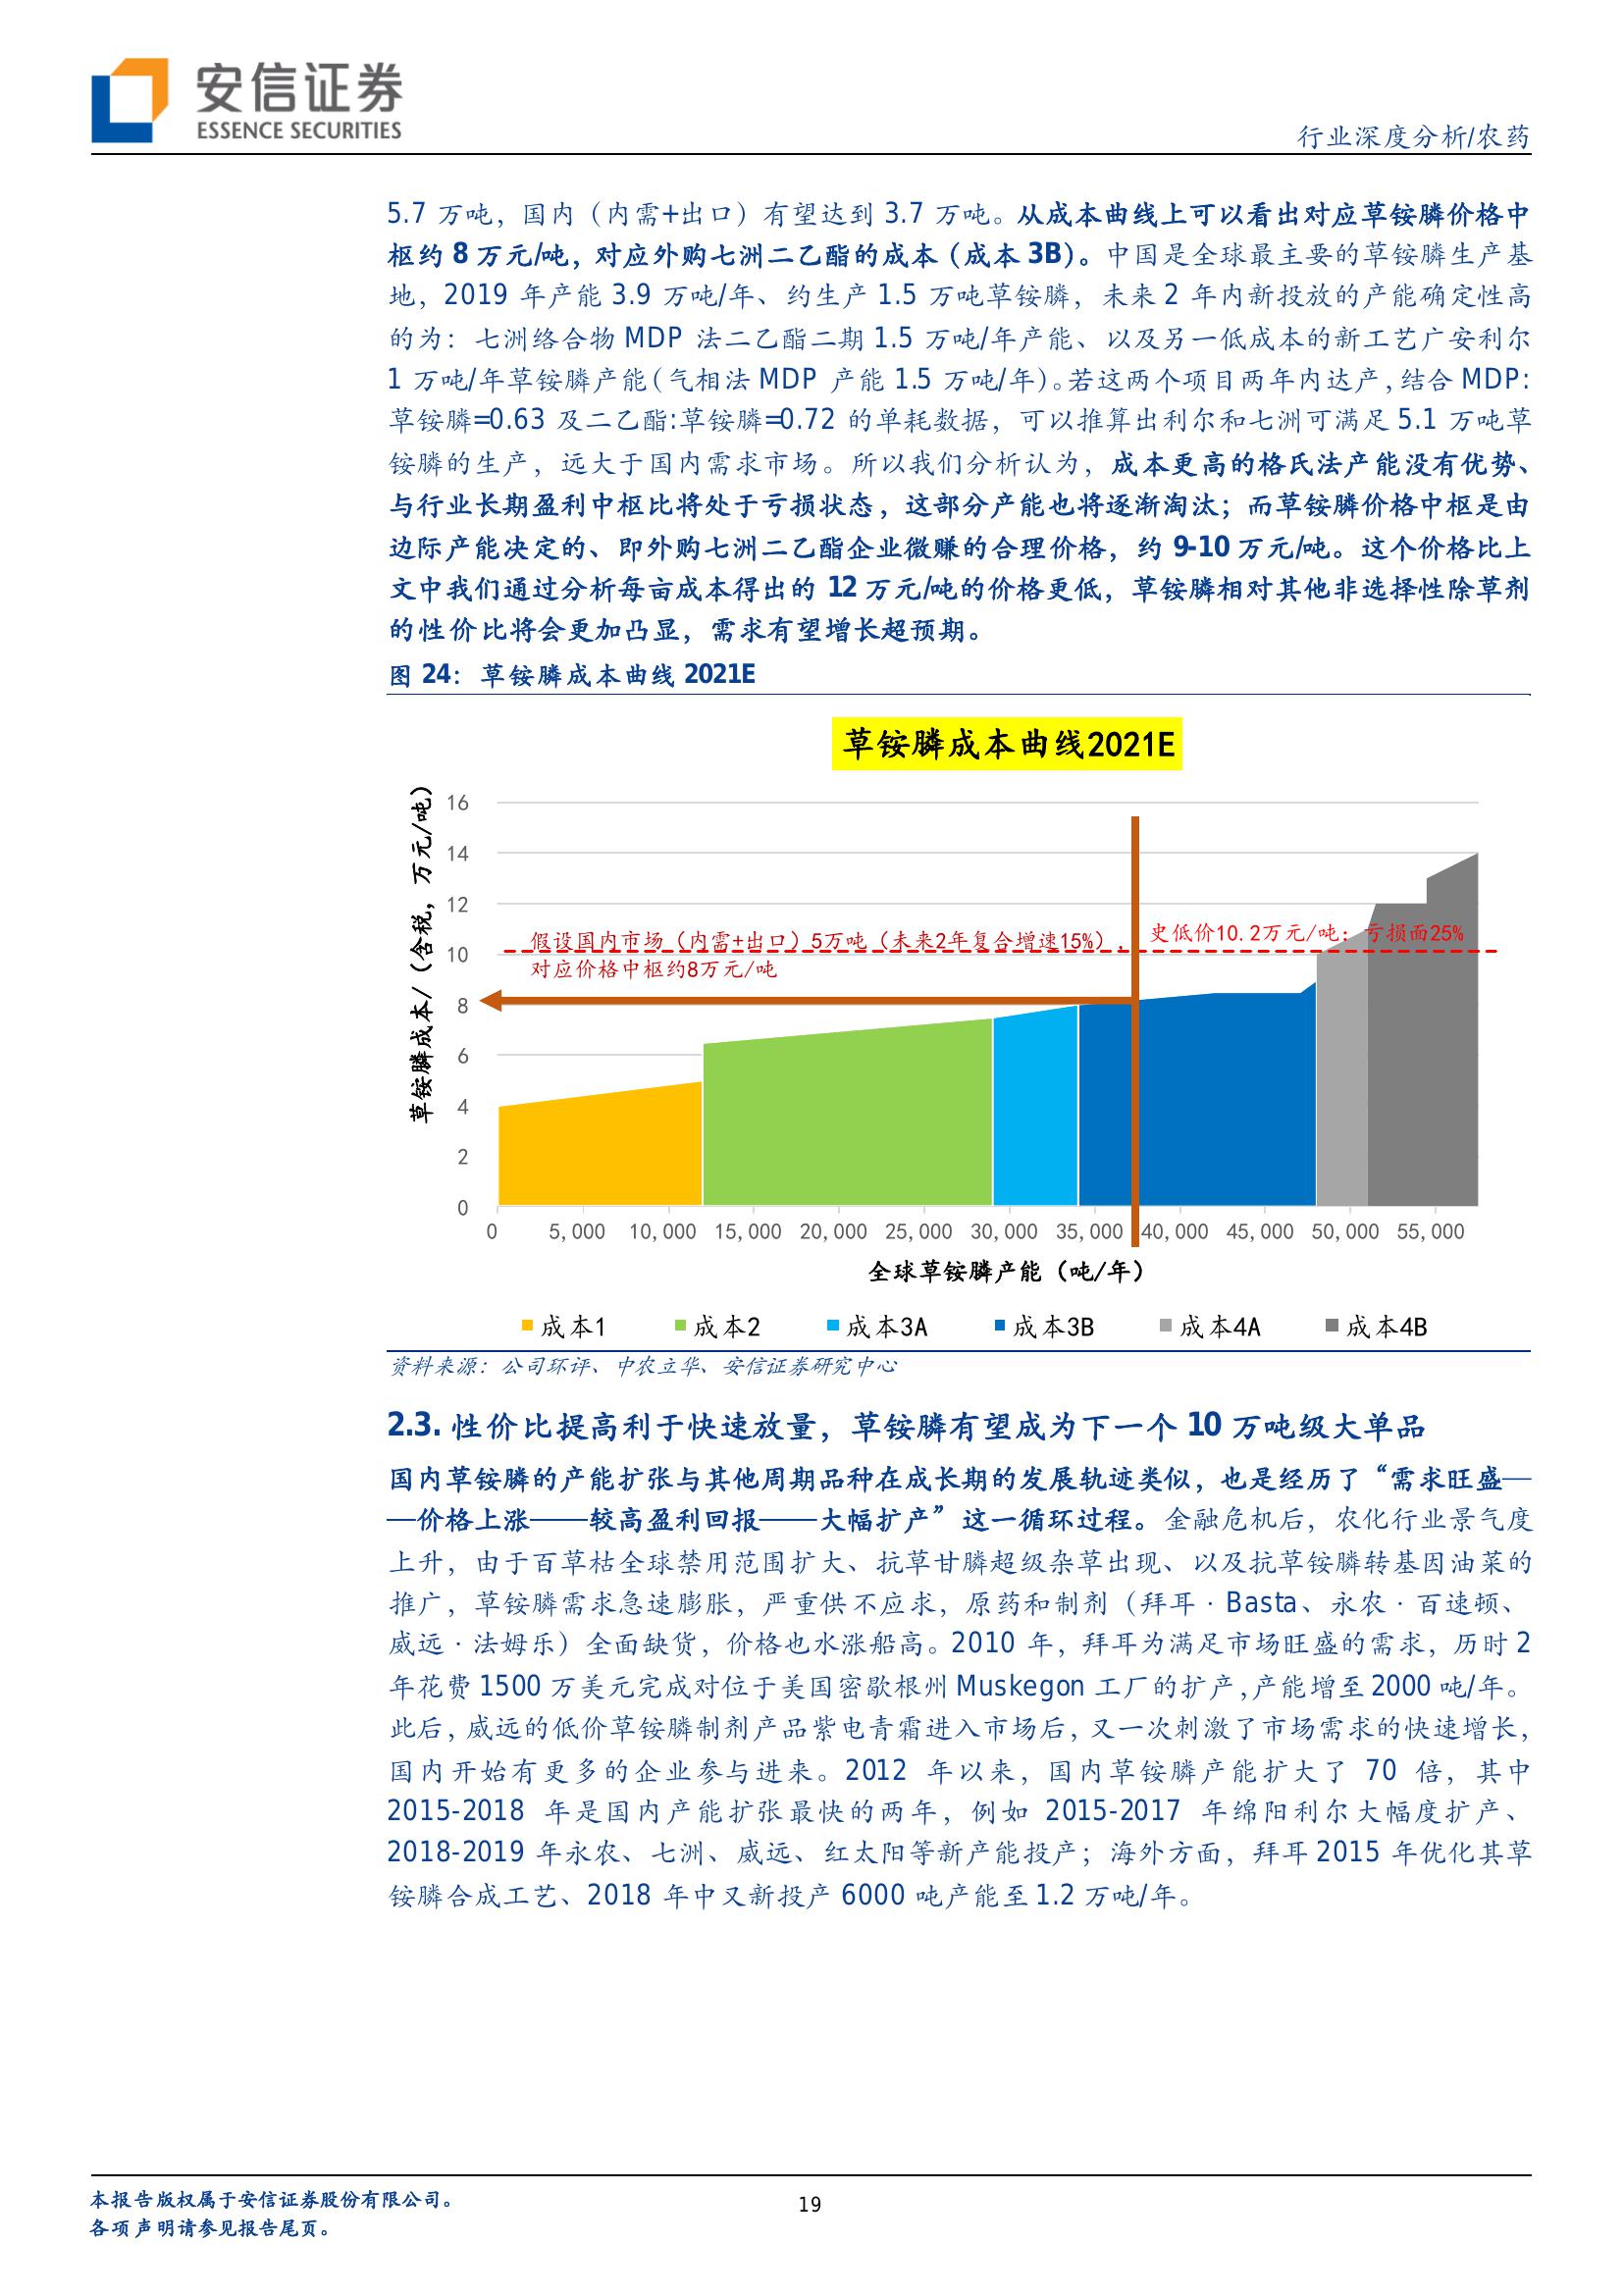 安信证券
ESSENCE SECURITIES
行业深度分析/农药
5.7 万吨，国内（内需+出口）有望达到 3.7 万吨。从成本曲线上可以看出对应草铵膦价格中
枢约 8 万元/吨，对应外购七洲二乙酯的成本（成本 3B）。中国是全球最主要的草铵膦生产基
地，2019 年产能 3.9 万吨/年、约生产 1.5 万吨草铵膦，未来 2 年内新投放的产能确定性高
的为：七洲络合物 MDP 法二乙酯二期 1.5 万吨/年产能、以及另一低成本的新工艺广安利尔
1 万吨/年草铵膦产能（气相法 MDP 产能 1.5 万吨/年）。若这两个项目两年内达产，结合 MDP:
草铵膦=0.63 及二乙酯:草铵膦=0.72 的单耗数据，可以推算出利尔和七洲可满足 5.1 万吨草
铵膦的生产，远大于国内需求市场。所以我们分析认为，成本更高的格氏法产能没有优势、
与行业长期盈利中枢比将处于亏损状态，这部分产能也将逐渐淘汰；而草铵膦价格中枢是由
边际产能决定的、即外购七洲二乙酯企业微赚的合理价格，约 9-10 万元/吨。这个价格比上
文中我们通过分析每亩成本得出的 12 万元/吨的价格更低，草铵膦相对其他非选择性除草剂
的性价比将会更加凸显，需求有望增长超预期。
图 24：草铵膦成本曲线 2021E
草铵膦成本曲线2021E
草铵膦成本/（含税，万元/吨）
16
14
12
10
8
6
4
2
0
假设国内市场（内需+出口）5万吨（未来2年复合增速15%），
对应价格中枢约8万元/吨
史低价10.2万元/吨：亏损面25%
0 5,000 10,000 15,000 20,000 25,000 30,000 35,000 40,000 45,000 50,000 55,000
全球草铵膦产能（吨/年）
成本1 成本2 成本3A 成本3B 成本4A 成本4B
资料来源：公司环评、中农立华、安信证券研究中心
2.3. 性价比提高利于快速放量，草铵膦有望成为下一个 10 万吨级大单品
国内草铵膦的产能扩张与其他周期品种在成长期的发展轨迹类似，也是经历了“需求旺盛—
—价格上涨——较高盈利回报——大幅扩产”这一循环过程。金融危机后，农化行业景气度
上升，由于百草枯全球禁用范围扩大、抗草甘膦超级杂草出现、以及抗草铵膦转基因油菜的
推广，草铵膦需求急速膨胀，严重供不应求，原药和制剂（拜耳·Basta、永农·百速顿、
威远·法姆乐）全面缺货，价格也水涨船高。2010 年，拜耳为满足市场旺盛的需求，历时 2
年花费 1500 万美元完成对位于美国密歇根州 Muskegon 工厂的扩产，产能增至 2000 吨/年。
此后，威远的低价草铵膦制剂产品紫电青霜进入市场后，又一次刺激了市场需求的快速增长，
国内开始有更多的企业参与进来。2012 年以来，国内草铵膦产能扩大了 70 倍，其中
2015-2018 年是国内产能扩张最快的两年，例如 2015-2017 年绵阳利尔大幅度扩产、
2018-2019 年永农、七洲、威远、红太阳等新产能投产；海外方面，拜耳 2015 年优化其草
铵膦合成工艺、2018 年中又新投产 6000 吨产能至 1.2 万吨/年。
本报告版权属于安信证券股份有限公司。
各项声明请参见报告尾页。
19